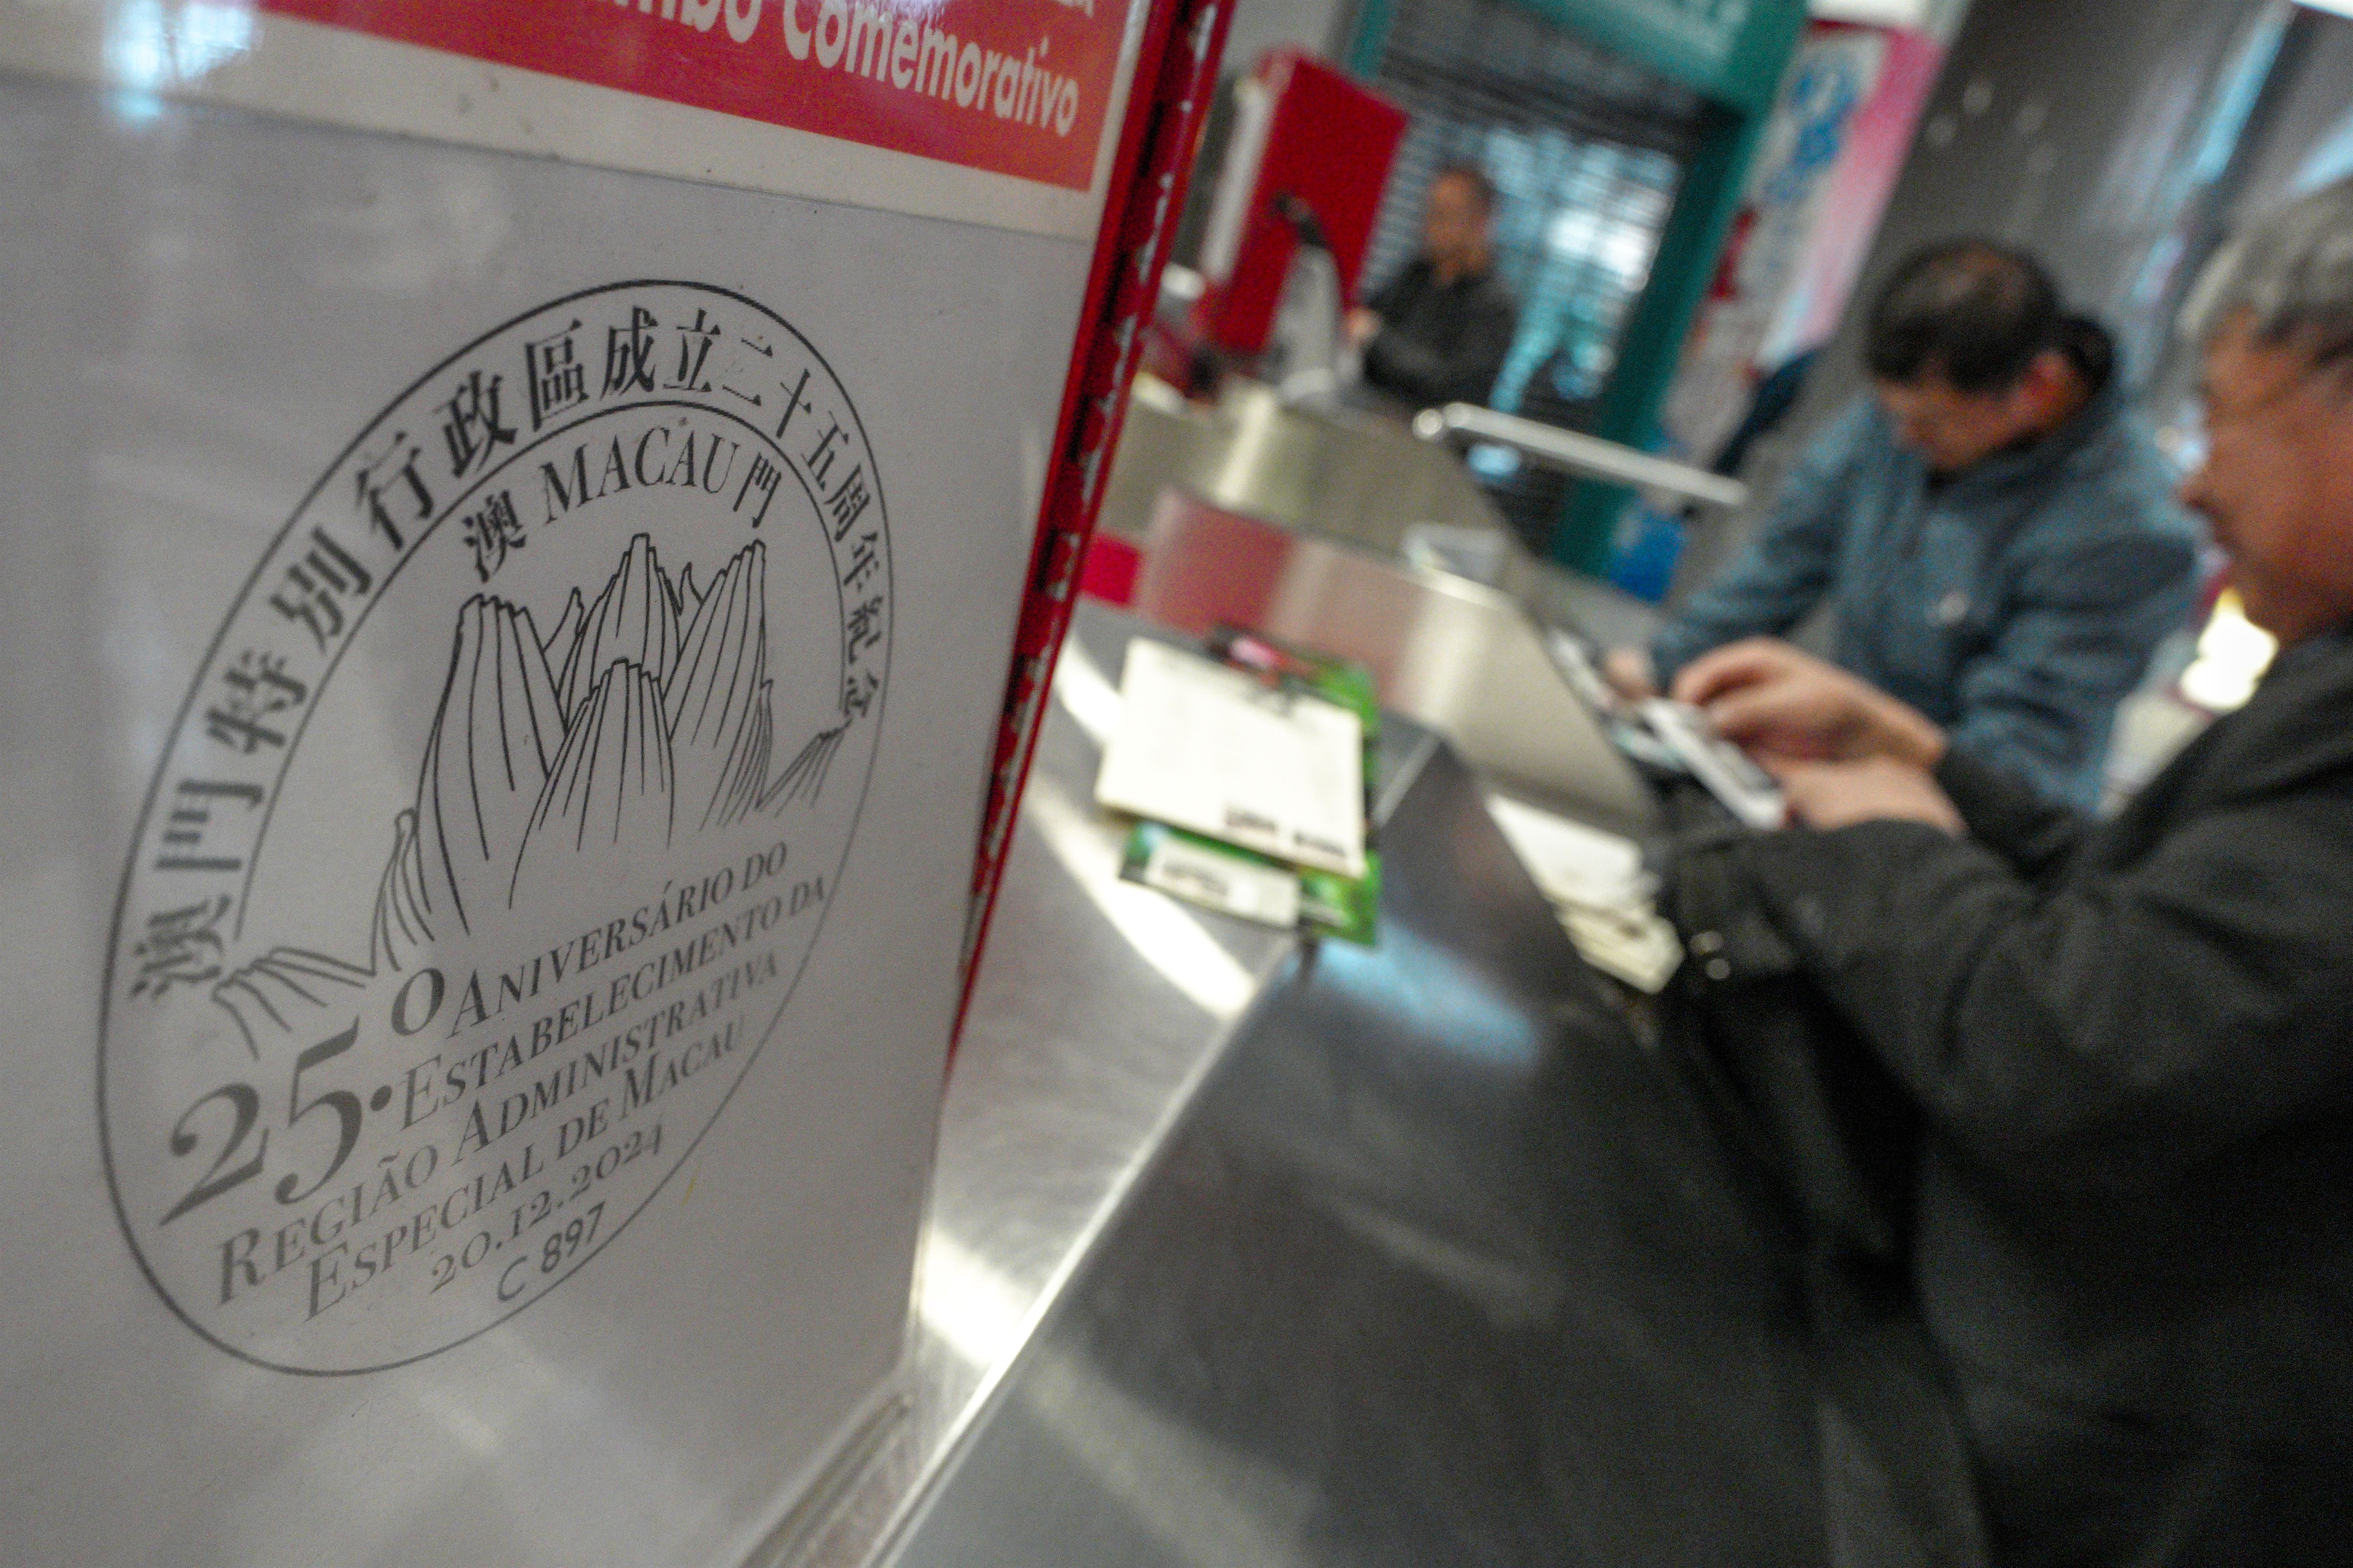 Comemorativo
澳門特別行政區成立二十五周年紀念
澳 MACAU 門
25.º ANIVERSÁRIO DO
ESTABELECIMENTO DA
REGIÃO ADMINISTRATIVA
ESPECIAL DE MACAU
20.12.2024
C 897